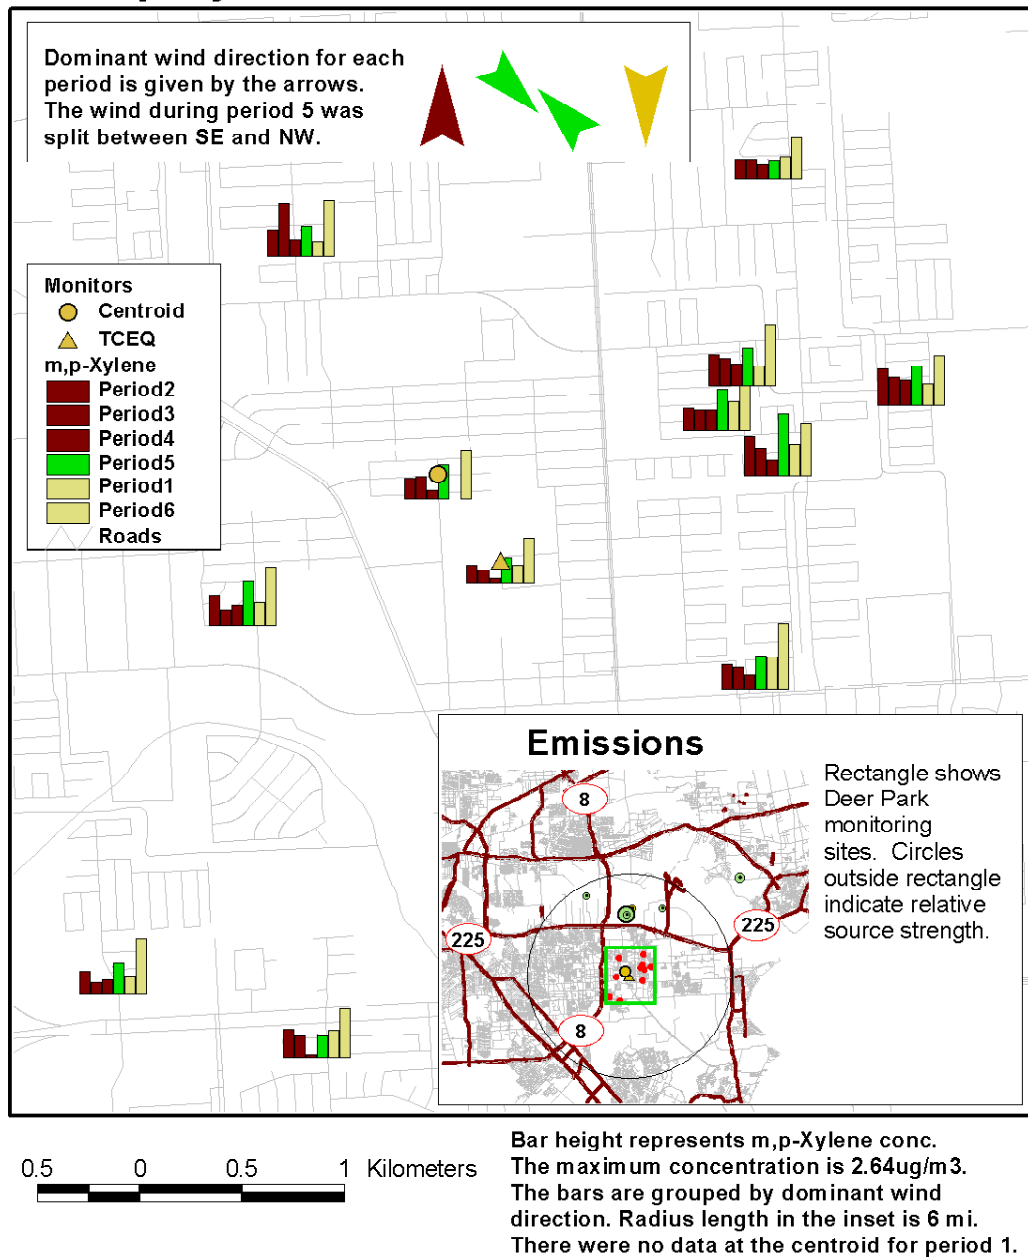 Dominant wind direction for each
period is given by the arrows.
The wind during period 5 was
split between SE and NW.
Monitors
Centroid
TCEQ
m,p-Xylene
Period2
Period3
Period4
Period5
Period1
Period6
Roads
Emissions
8
225
225
8
Rectangle shows
Deer Park
monitoring
sites. Circles
outside rectangle
indicate relative
source strength.
0.5 0 0.5 1 Kilometers
Bar height represents m,p-Xylene conc.
The maximum concentration is 2.64ug/m3.
The bars are grouped by dominant wind
direction. Radius length in the inset is 6 mi.
There were no data at the centroid for period 1.